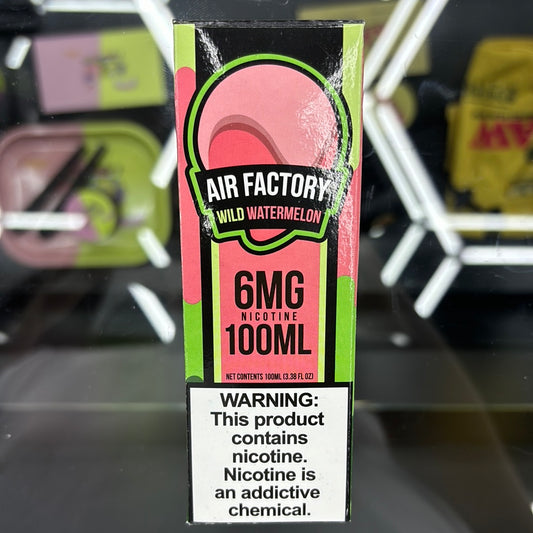 AIR FACTORY
WILD WATERMELON
6MG
NICOTINE
100ML
NET CONTENTS 100ML (3.38 FL OZ)
WARNING:
This product
contains
nicotine.
Nicotine is
an addictive
chemical.